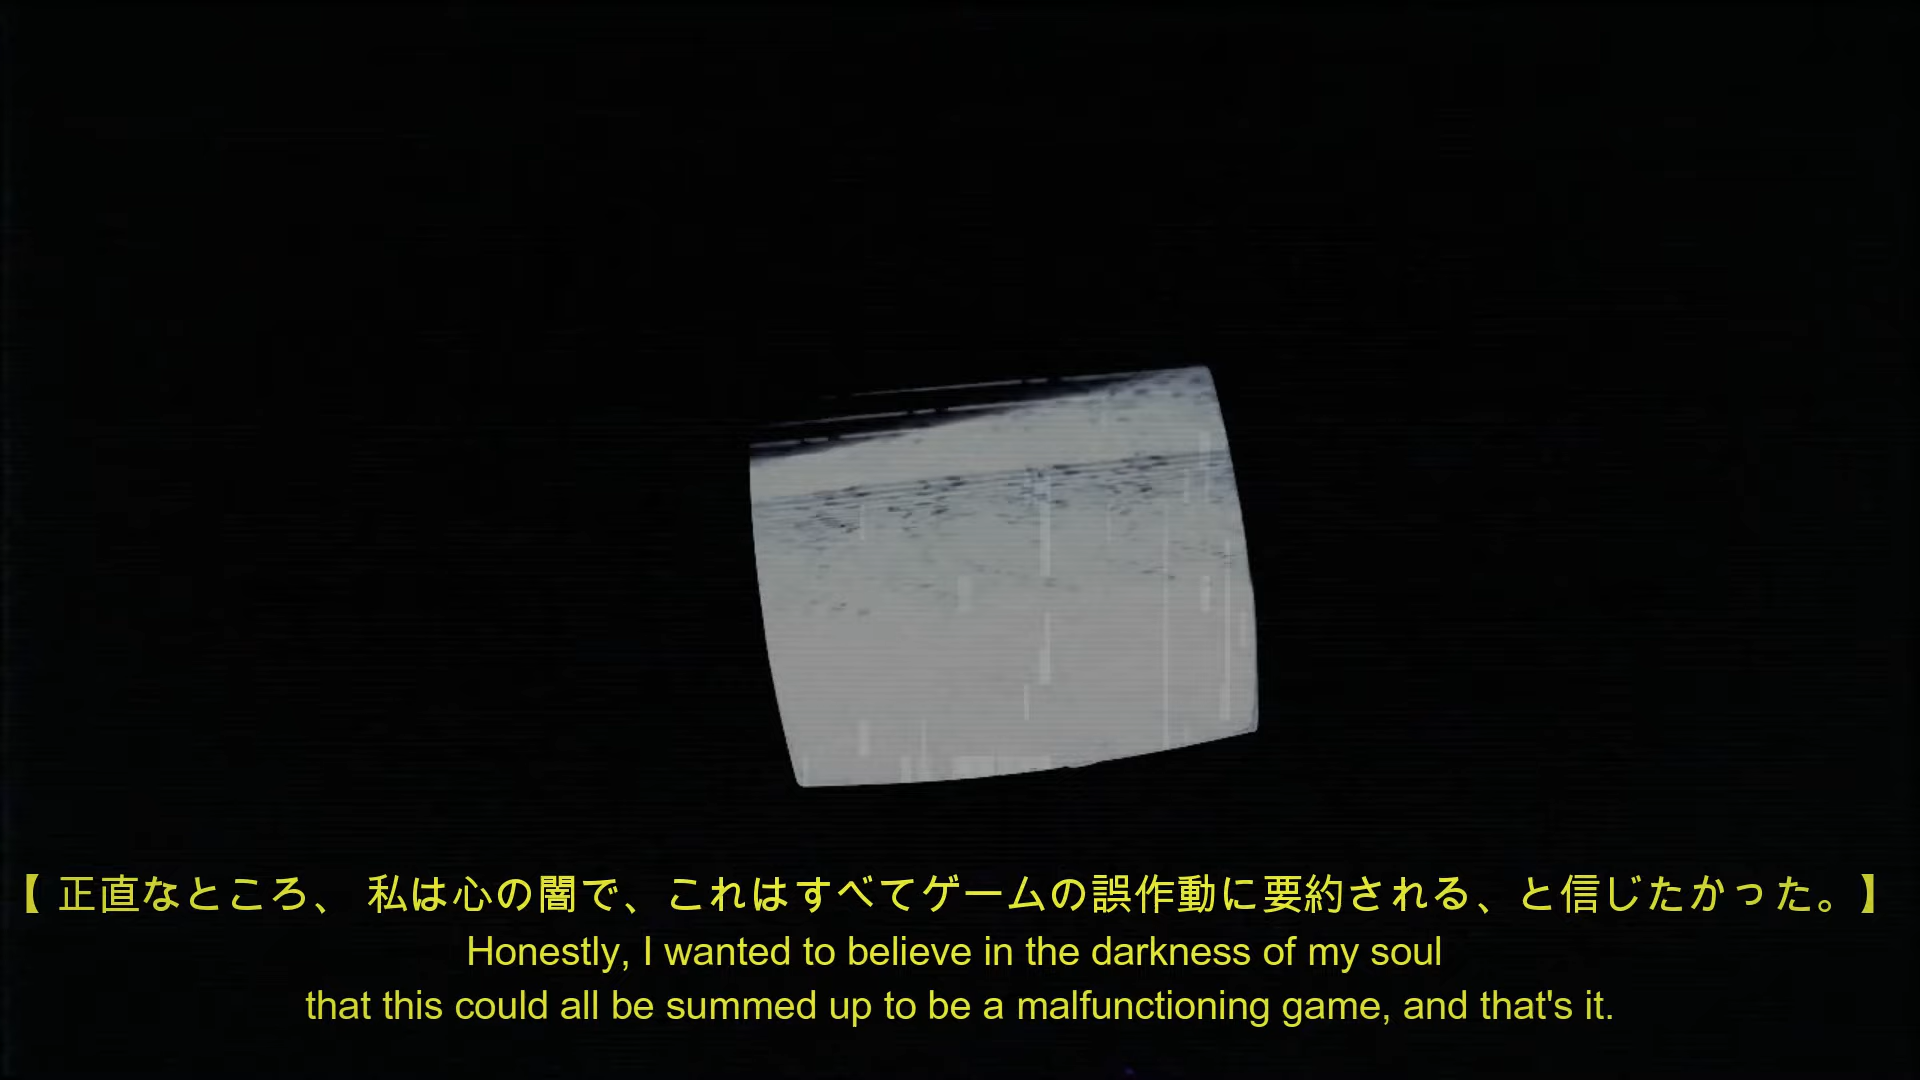 【 正直なところ、 私は心の闇で、これはすべてゲームの誤作動に要約される、と信じたかった。】
Honestly, I wanted to believe in the darkness of my soul
that this could all be summed up to be a malfunctioning game, and that's it.